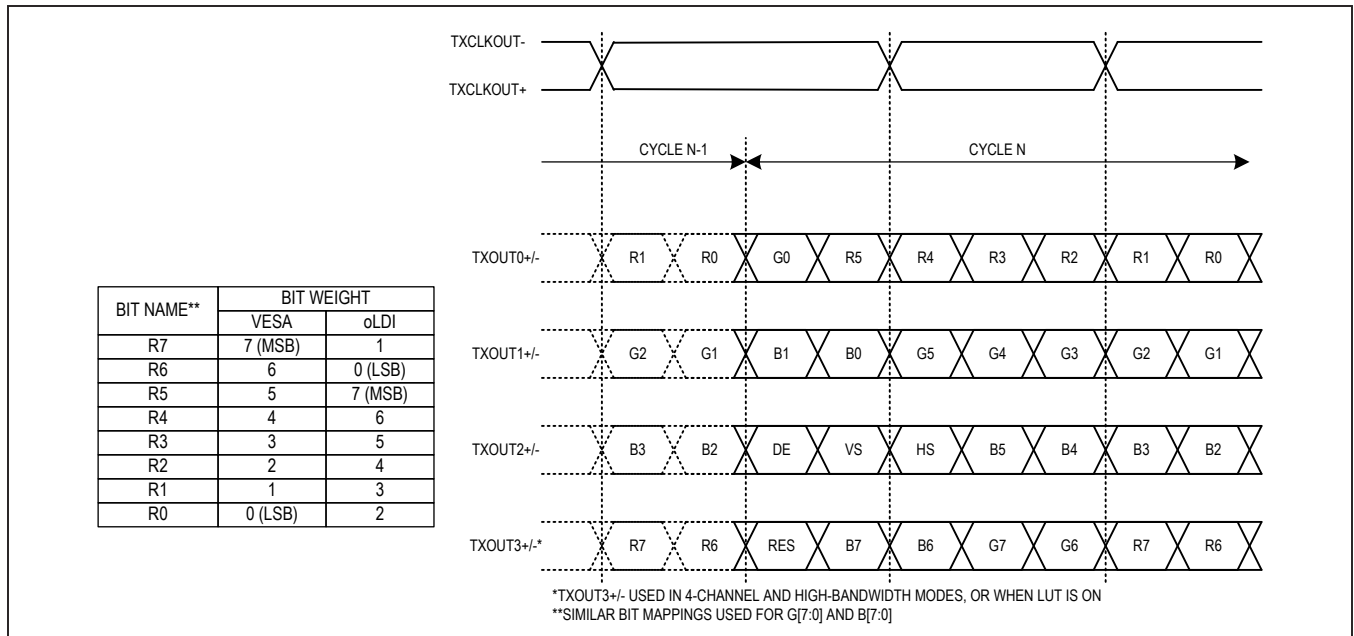 TXCLKOUT-
TXCLKOUT+
CYCLE N-1 CYCLE N
TXOUT0+/- R1 R0 G0 R5 R4 R3 R2 R1 R0
TXOUT1+/- G2 G1 B1 B0 G5 G4 G3 G2 G1
TXOUT2+/- B3 B2 DE VS HS B5 B4 B3 B2
TXOUT3+/-* R7 R6 RES B7 B6 G7 G6 R7 R6
BIT NAME** BIT WEIGHT
VESA oLDI
R7 7 (MSB) 1
R6 6 0 (LSB)
R5 5 7 (MSB)
R4 4 6
R3 3 5
R2 2 4
R1 1 3
R0 0 (LSB) 2
*TXOUT3+/- USED IN 4-CHANNEL AND HIGH-BANDWIDTH MODES, OR WHEN LUT IS ON
**SIMILAR BIT MAPPINGS USED FOR G[7:0] AND B[7:0]